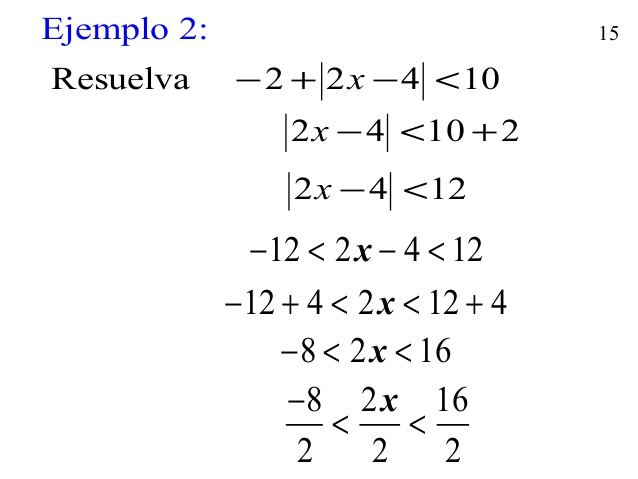 Ejemplo 2: 15
Resuelva −2+|2x−4|<10
|2x−4|<10+2
|2x−4|<12
−12 < 2x − 4 < 12
−12 + 4 < 2x < 12 + 4
−8 < 2x < 16
−8/2 < 2x/2 < 16/2